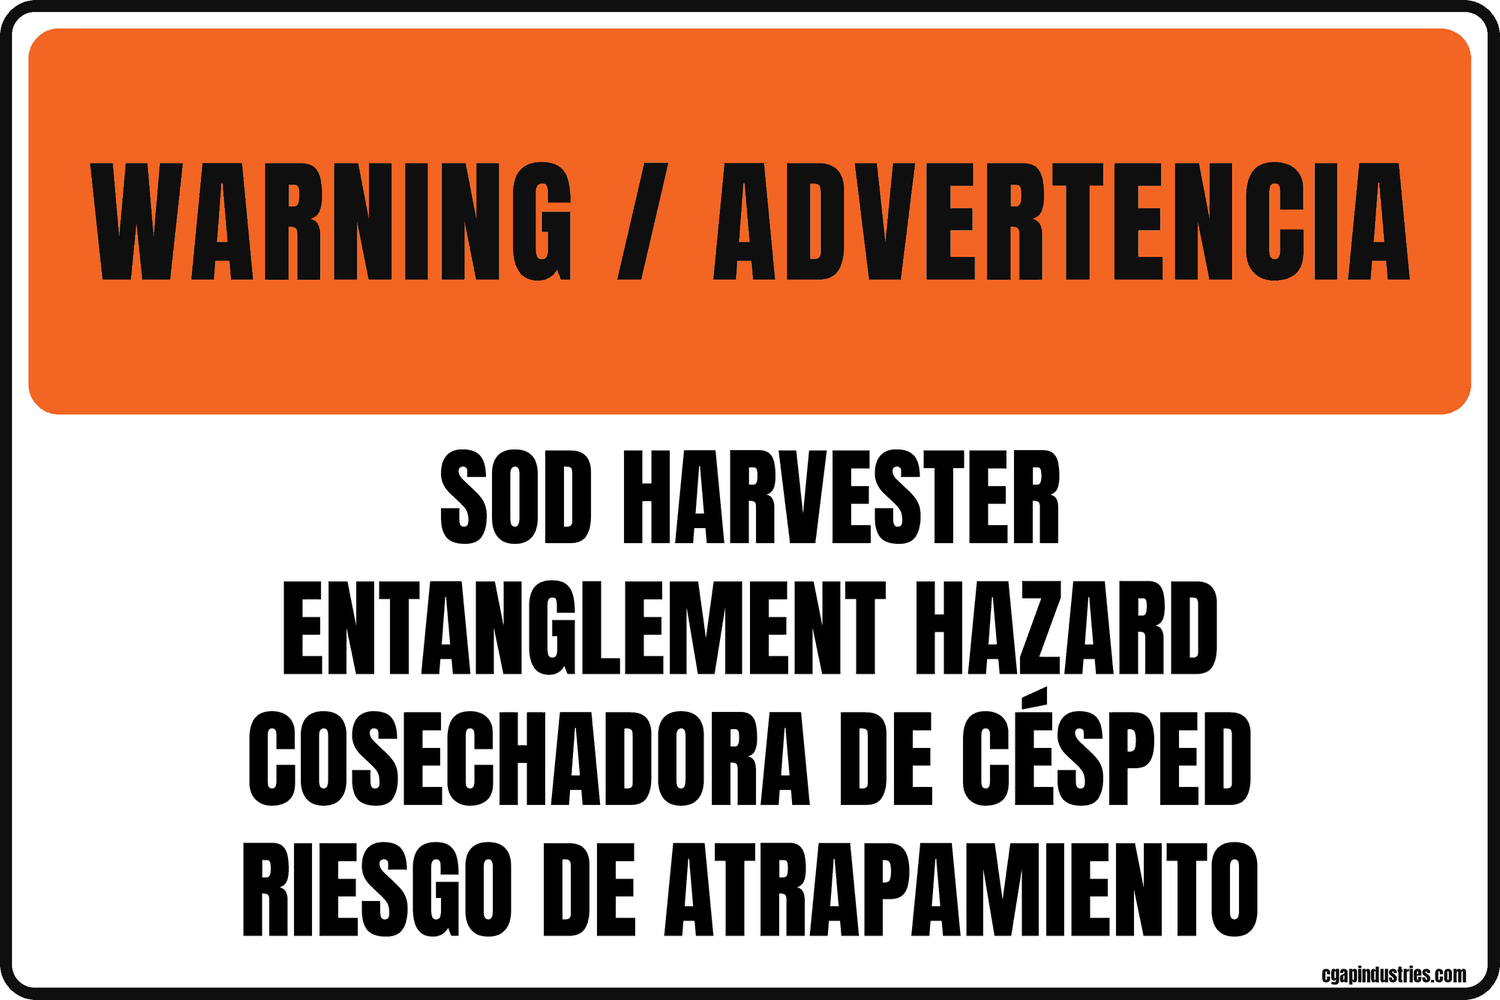 WARNING / ADVERTENCIA
SOD HARVESTER
ENTANGLEMENT HAZARD
COSECHADORA DE CÉSPED
RIESGO DE ATRAPAMIENTO
cgapindustries.com